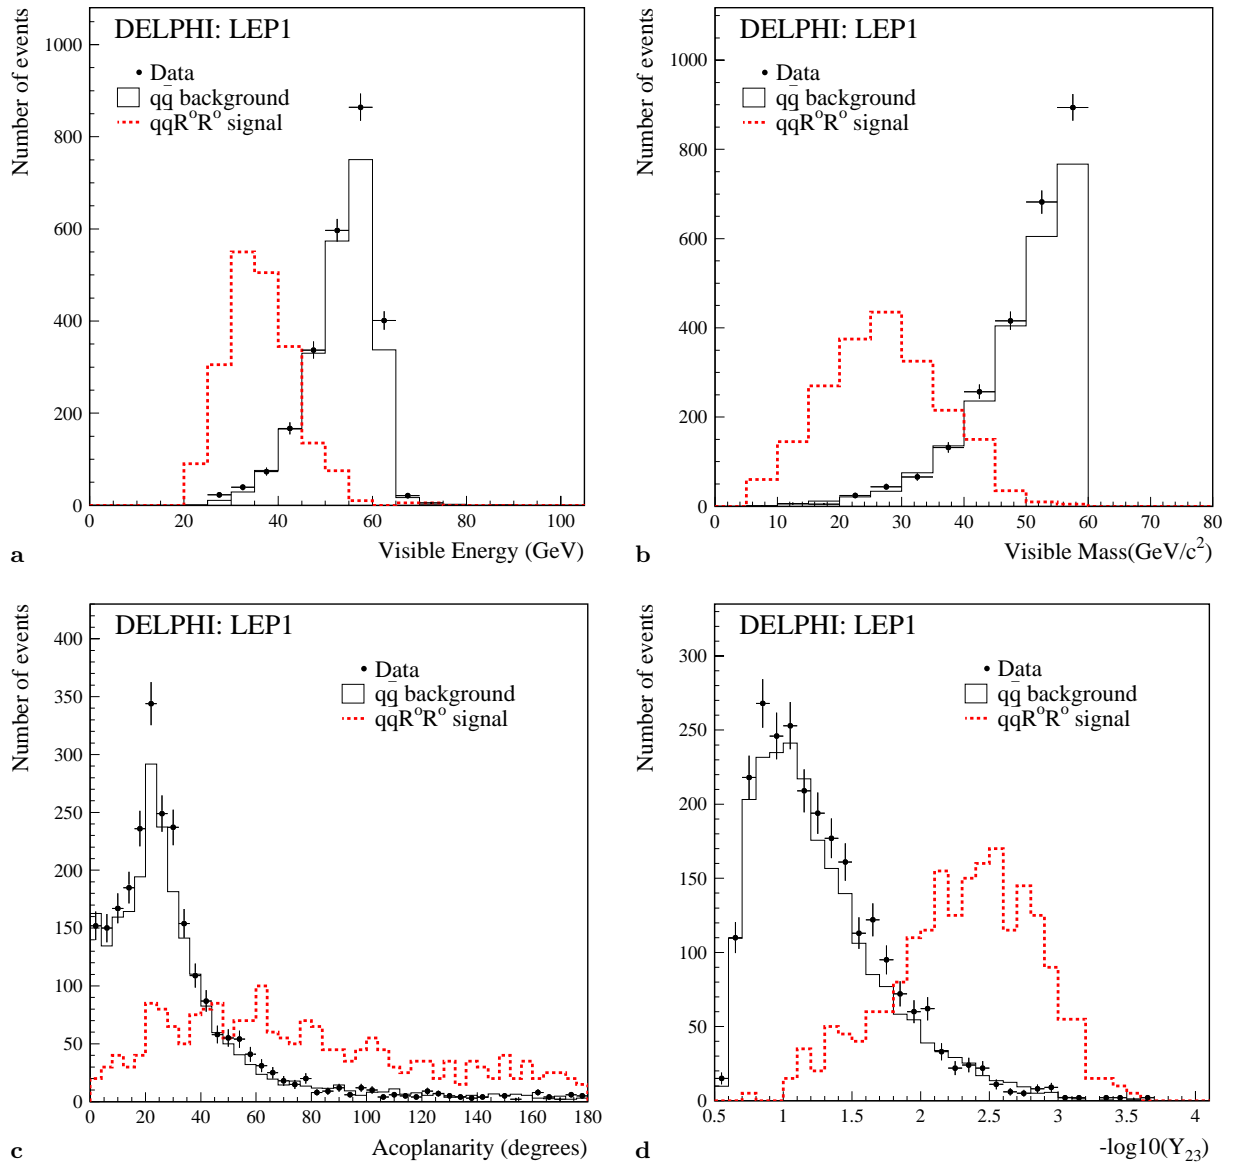 DELPHI: LEP1
Number of events
Data
qq̄ background
qqR⁰R⁰ signal
1000
800
600
400
200
0
0 20 40 60 80 100
Visible Energy (GeV)
a
DELPHI: LEP1
Number of events
Data
qq̄ background
qqR⁰R⁰ signal
1000
800
600
400
200
0
0 10 20 30 40 50 60 70 80
Visible Mass(GeV/c²)
b
DELPHI: LEP1
Number of events
Data
qq̄ background
qqR⁰R⁰ signal
400
350
300
250
200
150
100
50
0
0 20 40 60 80 100 120 140 160 180
Acoplanarity (degrees)
c
DELPHI: LEP1
Number of events
Data
qq̄ background
qqR⁰R⁰ signal
300
250
200
150
100
50
0
0.5 1 1.5 2 2.5 3 3.5 4
-log10(Y₂₃)
d